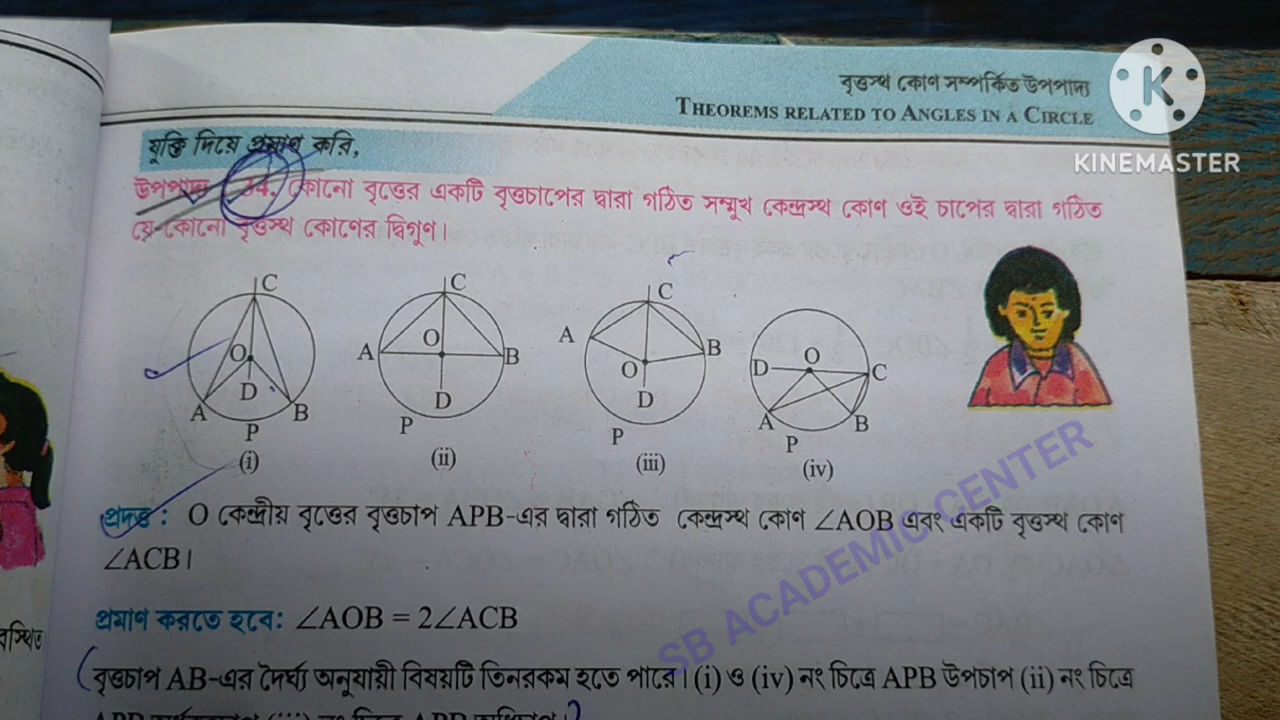 বৃত্তস্থ কোণ সম্পর্কিত উপপাদ্য
THEOREMS RELATED TO ANGLES IN A CIRCLE
KINEMASTER
যুক্তি দিয়ে প্রমাণ করি,
উপপাদ্য 34. কোনো বৃত্তের একটি বৃত্তচাপের দ্বারা গঠিত সম্মুখ কেন্দ্রস্থ কোণ ওই চাপের দ্বারা গঠিত
যে কোনো বৃত্তস্থ কোণের দ্বিগুণ।
C O D A B P (i)
C O A B D P (ii)
C A B O D P (iii)
O D C A B P (iv)
প্রদত্ত : O কেন্দ্রীয় বৃত্তের বৃত্তচাপ APB-এর দ্বারা গঠিত কেন্দ্রস্থ কোণ ∠AOB এবং একটি বৃত্তস্থ কোণ
∠ACB।
প্রমাণ করতে হবে: ∠AOB = 2∠ACB
বৃত্তচাপ AB-এর দৈর্ঘ্য অনুযায়ী বিষয়টি তিনরকম হতে পারে। (i) ও (iv) নং চিত্রে APB উপচাপ (ii) নং চিত্রে
SB ACADEMIC CENTER